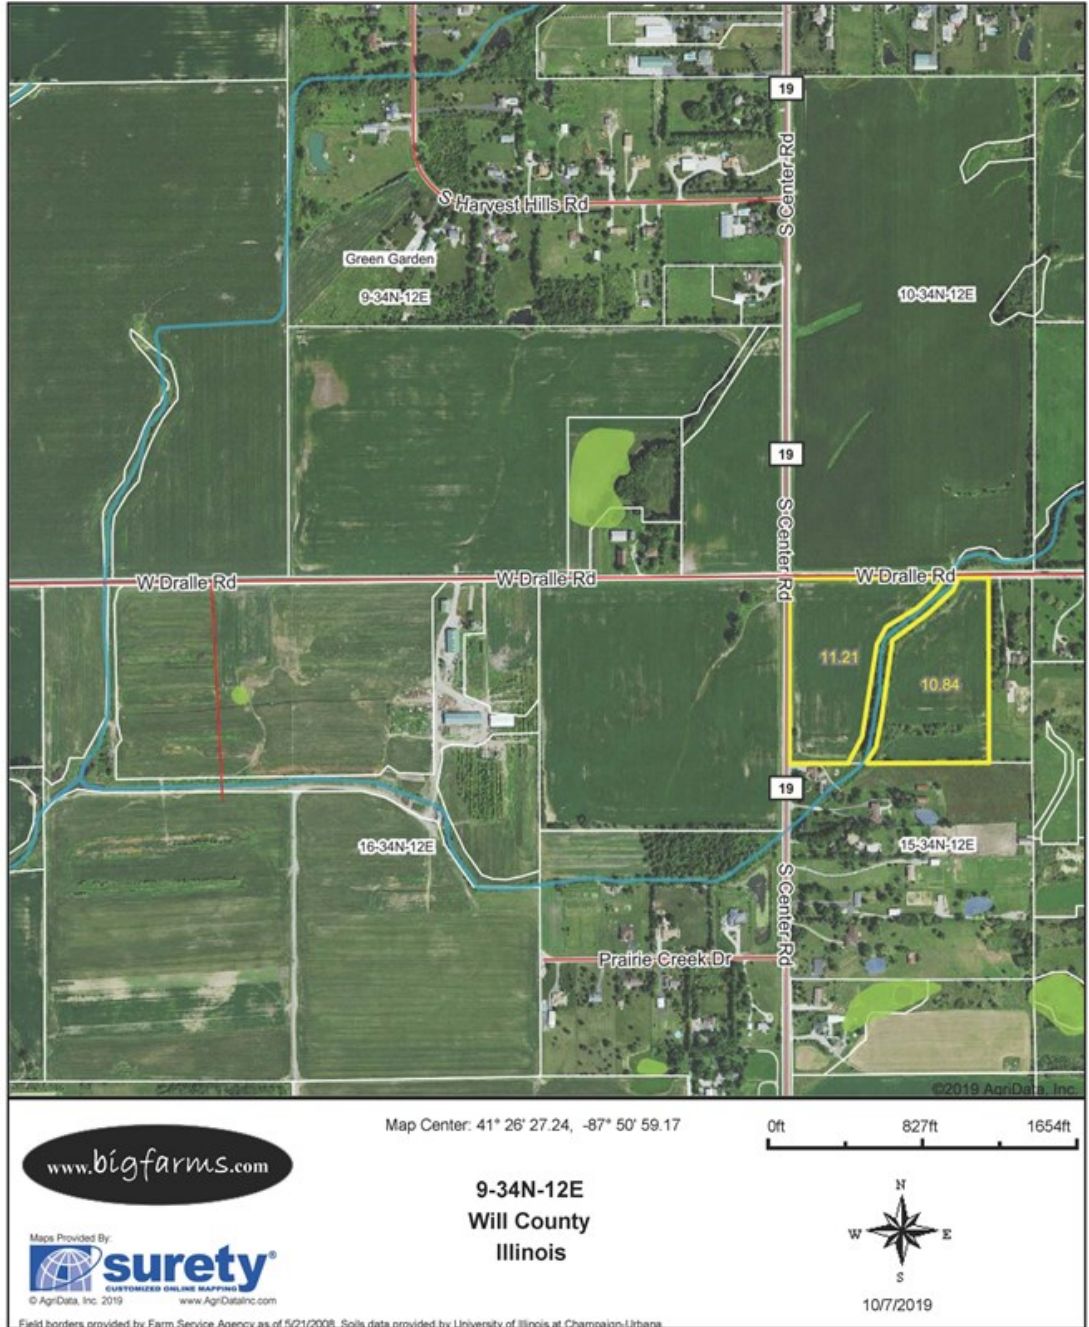 19
S Center Rd
S Harvest Hills Rd
Green Garden
9-34N-12E
10-34N-12E
19
S Center Rd
W Dralle Rd
W Dralle Rd
W Dralle Rd
11.21
10.84
19
16-34N-12E
15-34N-12E
S Center Rd
Prairie Creek Dr
©2019 AgriData, Inc.
Map Center: 41° 26' 27.24, -87° 50' 59.17
0ft 827ft 1654ft
www.bigfarms.com
9-34N-12E
Will County
Illinois
N
W E
S
Maps Provided By:
surety®
CUSTOMIZED ONLINE MAPPING
© AgriData, Inc. 2019 www.AgriDataInc.com
10/7/2019
Field borders provided by Farm Service Agency as of 5/21/2008. Soils data provided by University of Illinois at Champaign-Urbana.